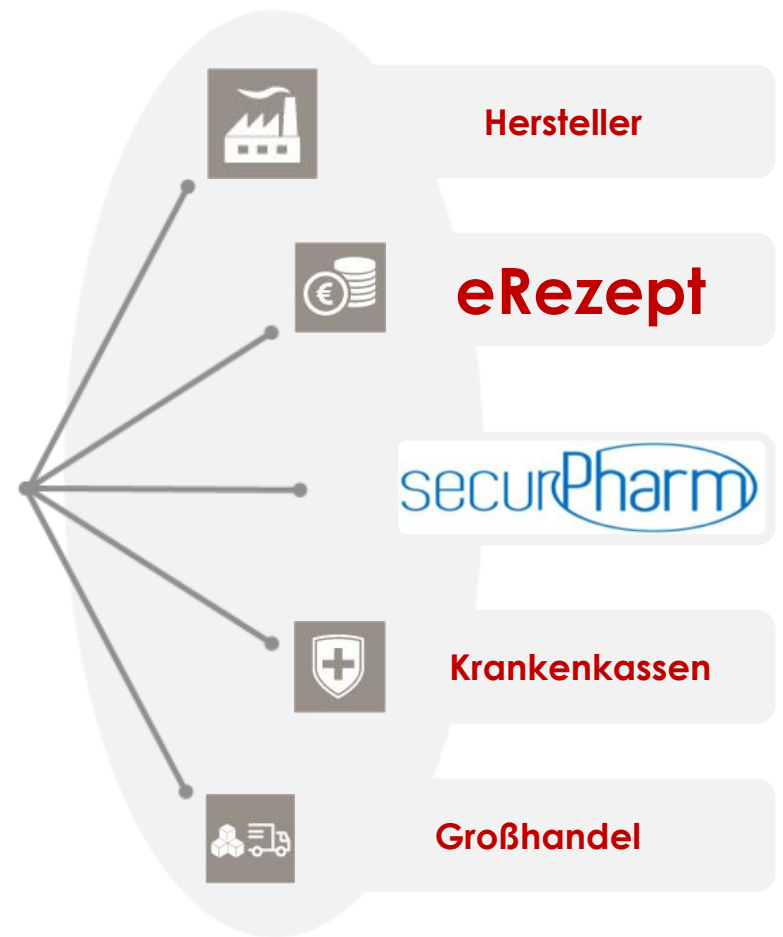 Hersteller
€
eRezept
securPharm
Krankenkassen
Großhandel